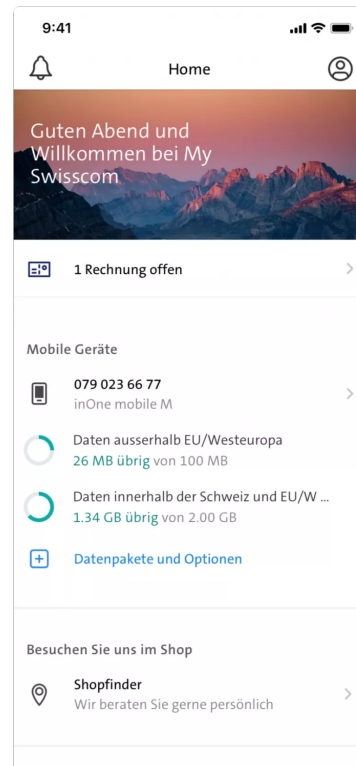 9:41
Home
Guten Abend und
Willkommen bei My
Swisscom
1 Rechnung offen
Mobile Geräte
079 023 66 77
inOne mobile M
Daten ausserhalb EU/Westeuropa
26 MB übrig von 100 MB
Daten innerhalb der Schweiz und EU/W ...
1.34 GB übrig von 2.00 GB
Datenpakete und Optionen
Besuchen Sie uns im Shop
Shopfinder
Wir beraten Sie gerne persönlich